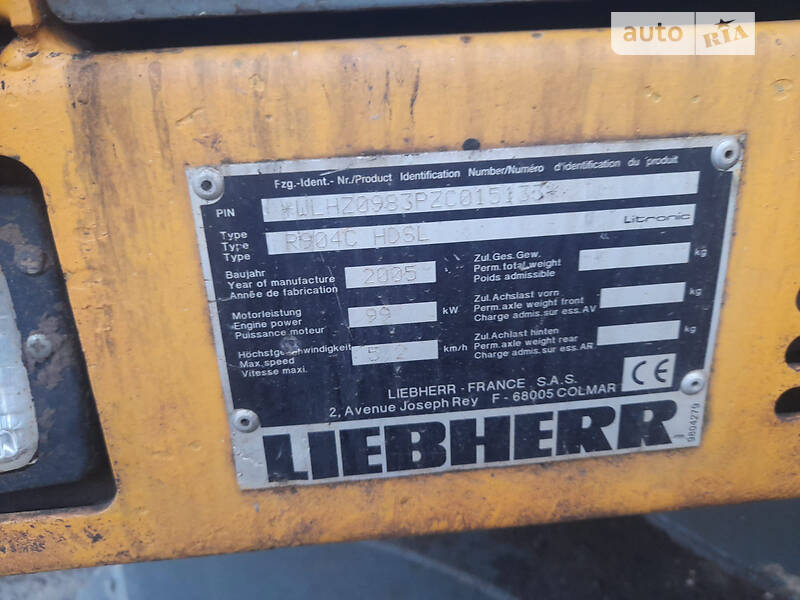 auto RIA
Fzg.-Ident.- Nr./Product Identification Number/Numéro d'identification du produit
PIN *WLHZ0983PZC015133*
Litronic
Type
Type
Type
R904C HDSL
Baujahr
Year of manufacture
Année de fabrication
2005
Motorleistung
Engine power
Puissance moteur
99 kW
Höchstgeschwindigkeit
Max.speed
Vitesse maxi.
5/2 km/h
Zul.Ges.Gew.
Perm.total weight
Poids admissible
kg
Zul.Achslast vorn
Perm.axle weight front
Charge admis.sur ess.AV
kg
Zul.Achlast hinten
Perm.axle weight rear
Charge admis.sur ess.AR
kg
LIEBHERR - FRANCE S.A.S.
2, Avenue Joseph Rey F - 68005 COLMAR
CE
LIEBHERR
9804279